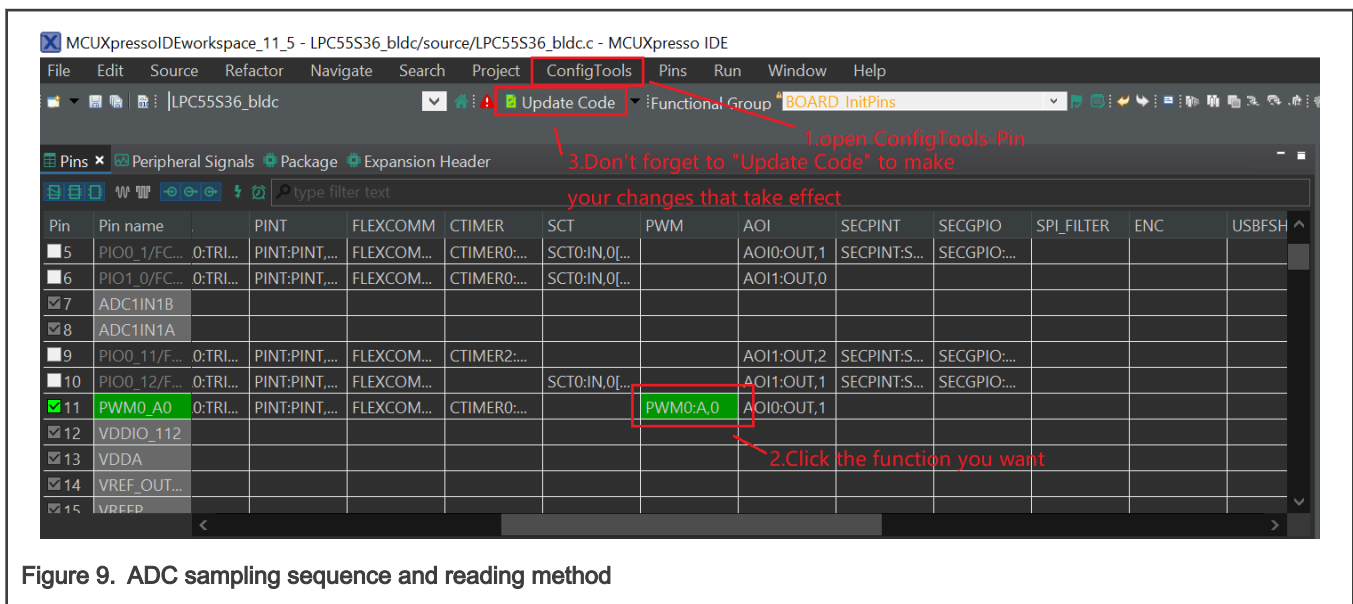 MCUXpressoIDEworkspace_11_5 - LPC55S36_bldc/source/LPC55S36_bldc.c - MCUXpresso IDE
File Edit Source Refactor Navigate Search Project ConfigTools Pins Run Window Help
LPC55S36_bldc Update Code Functional Group BOARD_InitPins
1.open ConfigTools-Pin
Pins Peripheral Signals Package Expansion Header
3.Don't forget to "Update Code" to make
type filter text
your changes that take effect
Pin Pin name . PINT FLEXCOMM CTIMER SCT PWM AOI SECPINT SECGPIO SPI_FILTER ENC USBFSH
5 PIO0_1/FC... .0:TRI... PINT:PINT,... FLEXCOM... CTIMER0:... SCT0:IN,0[... AOI0:OUT,1 SECPINT:S... SECGPIO:...
6 PIO1_0/FC... .0:TRI... PINT:PINT,... FLEXCOM... CTIMER0:... SCT0:IN,0[... AOI1:OUT,0
7 ADC1IN1B
8 ADC1IN1A
9 PIO0_11/F... .0:TRI... PINT:PINT,... FLEXCOM... CTIMER2:... AOI1:OUT,2 SECPINT:S... SECGPIO:...
10 PIO0_12/F... .0:TRI... PINT:PINT,... FLEXCOM... SCT0:IN,0[... AOI1:OUT,1 SECPINT:S... SECGPIO:...
11 PWM0_A0 .0:TRI... PINT:PINT,... FLEXCOM... CTIMER0:... PWM0:A,0 AOI0:OUT,1
12 VDDIO_112
13 VDDA
2.Click the function you want
14 VREF_OUT...
15 VREFP
Figure 9. ADC sampling sequence and reading method